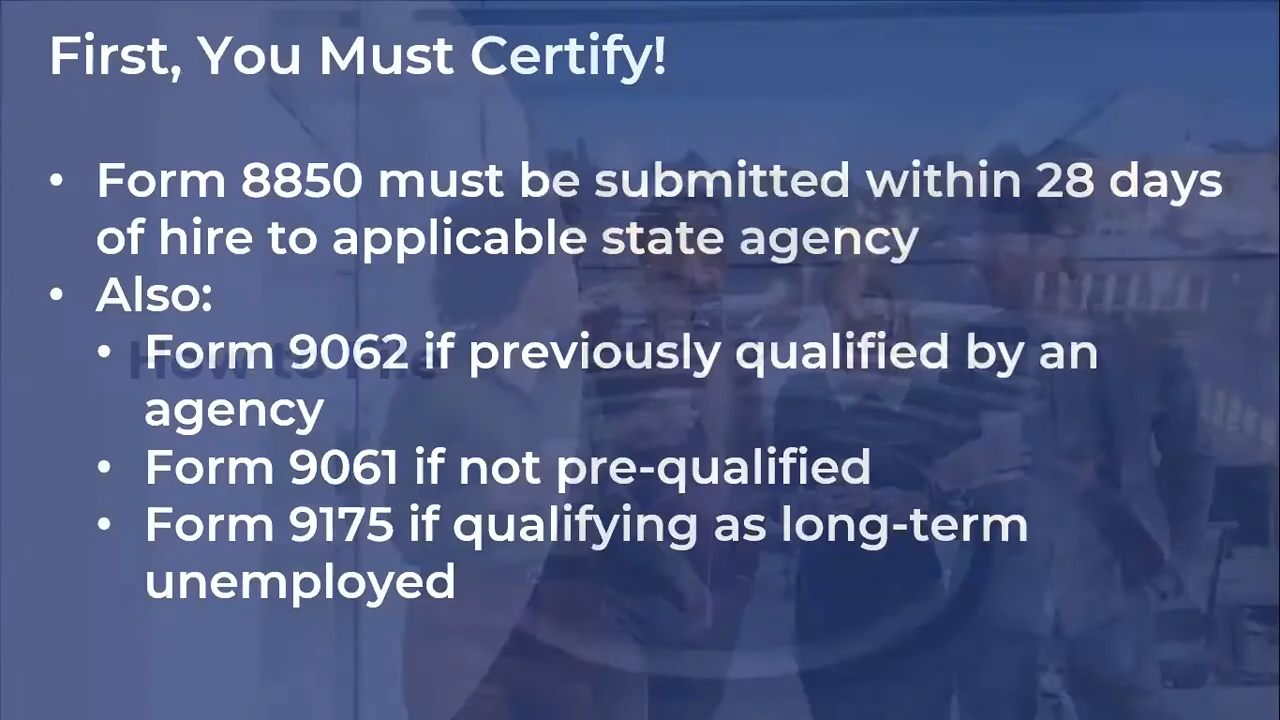 First, You Must Certify!
• Form 8850 must be submitted within 28 days
of hire to applicable state agency
• Also:
• Form 9062 if previously qualified by an
agency
• Form 9061 if not pre-qualified
• Form 9175 if qualifying as long-term
unemployed